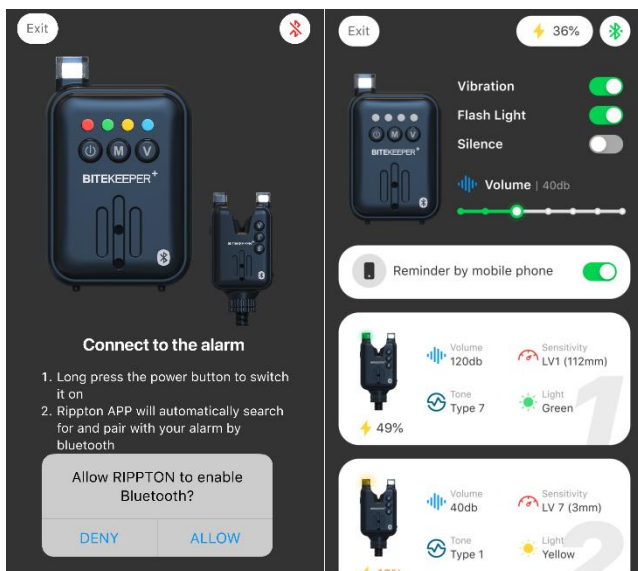 Exit
M V
BITEKEEPER+
BITEKEEPER+
Connect to the alarm
1. Long press the power button to switch
it on
2. Rippton APP will automatically search
for and pair with your alarm by
bluetooth
Allow RIPPTON to enable
Bluetooth?
DENY ALLOW
Exit
36%
Vibration
Flash Light
Silence
M V
BITEKEEPER+
Volume | 40db
Reminder by mobile phone
1
Volume
120db
Sensitivity
LV1 (112mm)
Tone
Type 7
Light
Green
49%
2
Volume
40db
Sensitivity
LV 7 (3mm)
Tone
Type 1
Light
Yellow